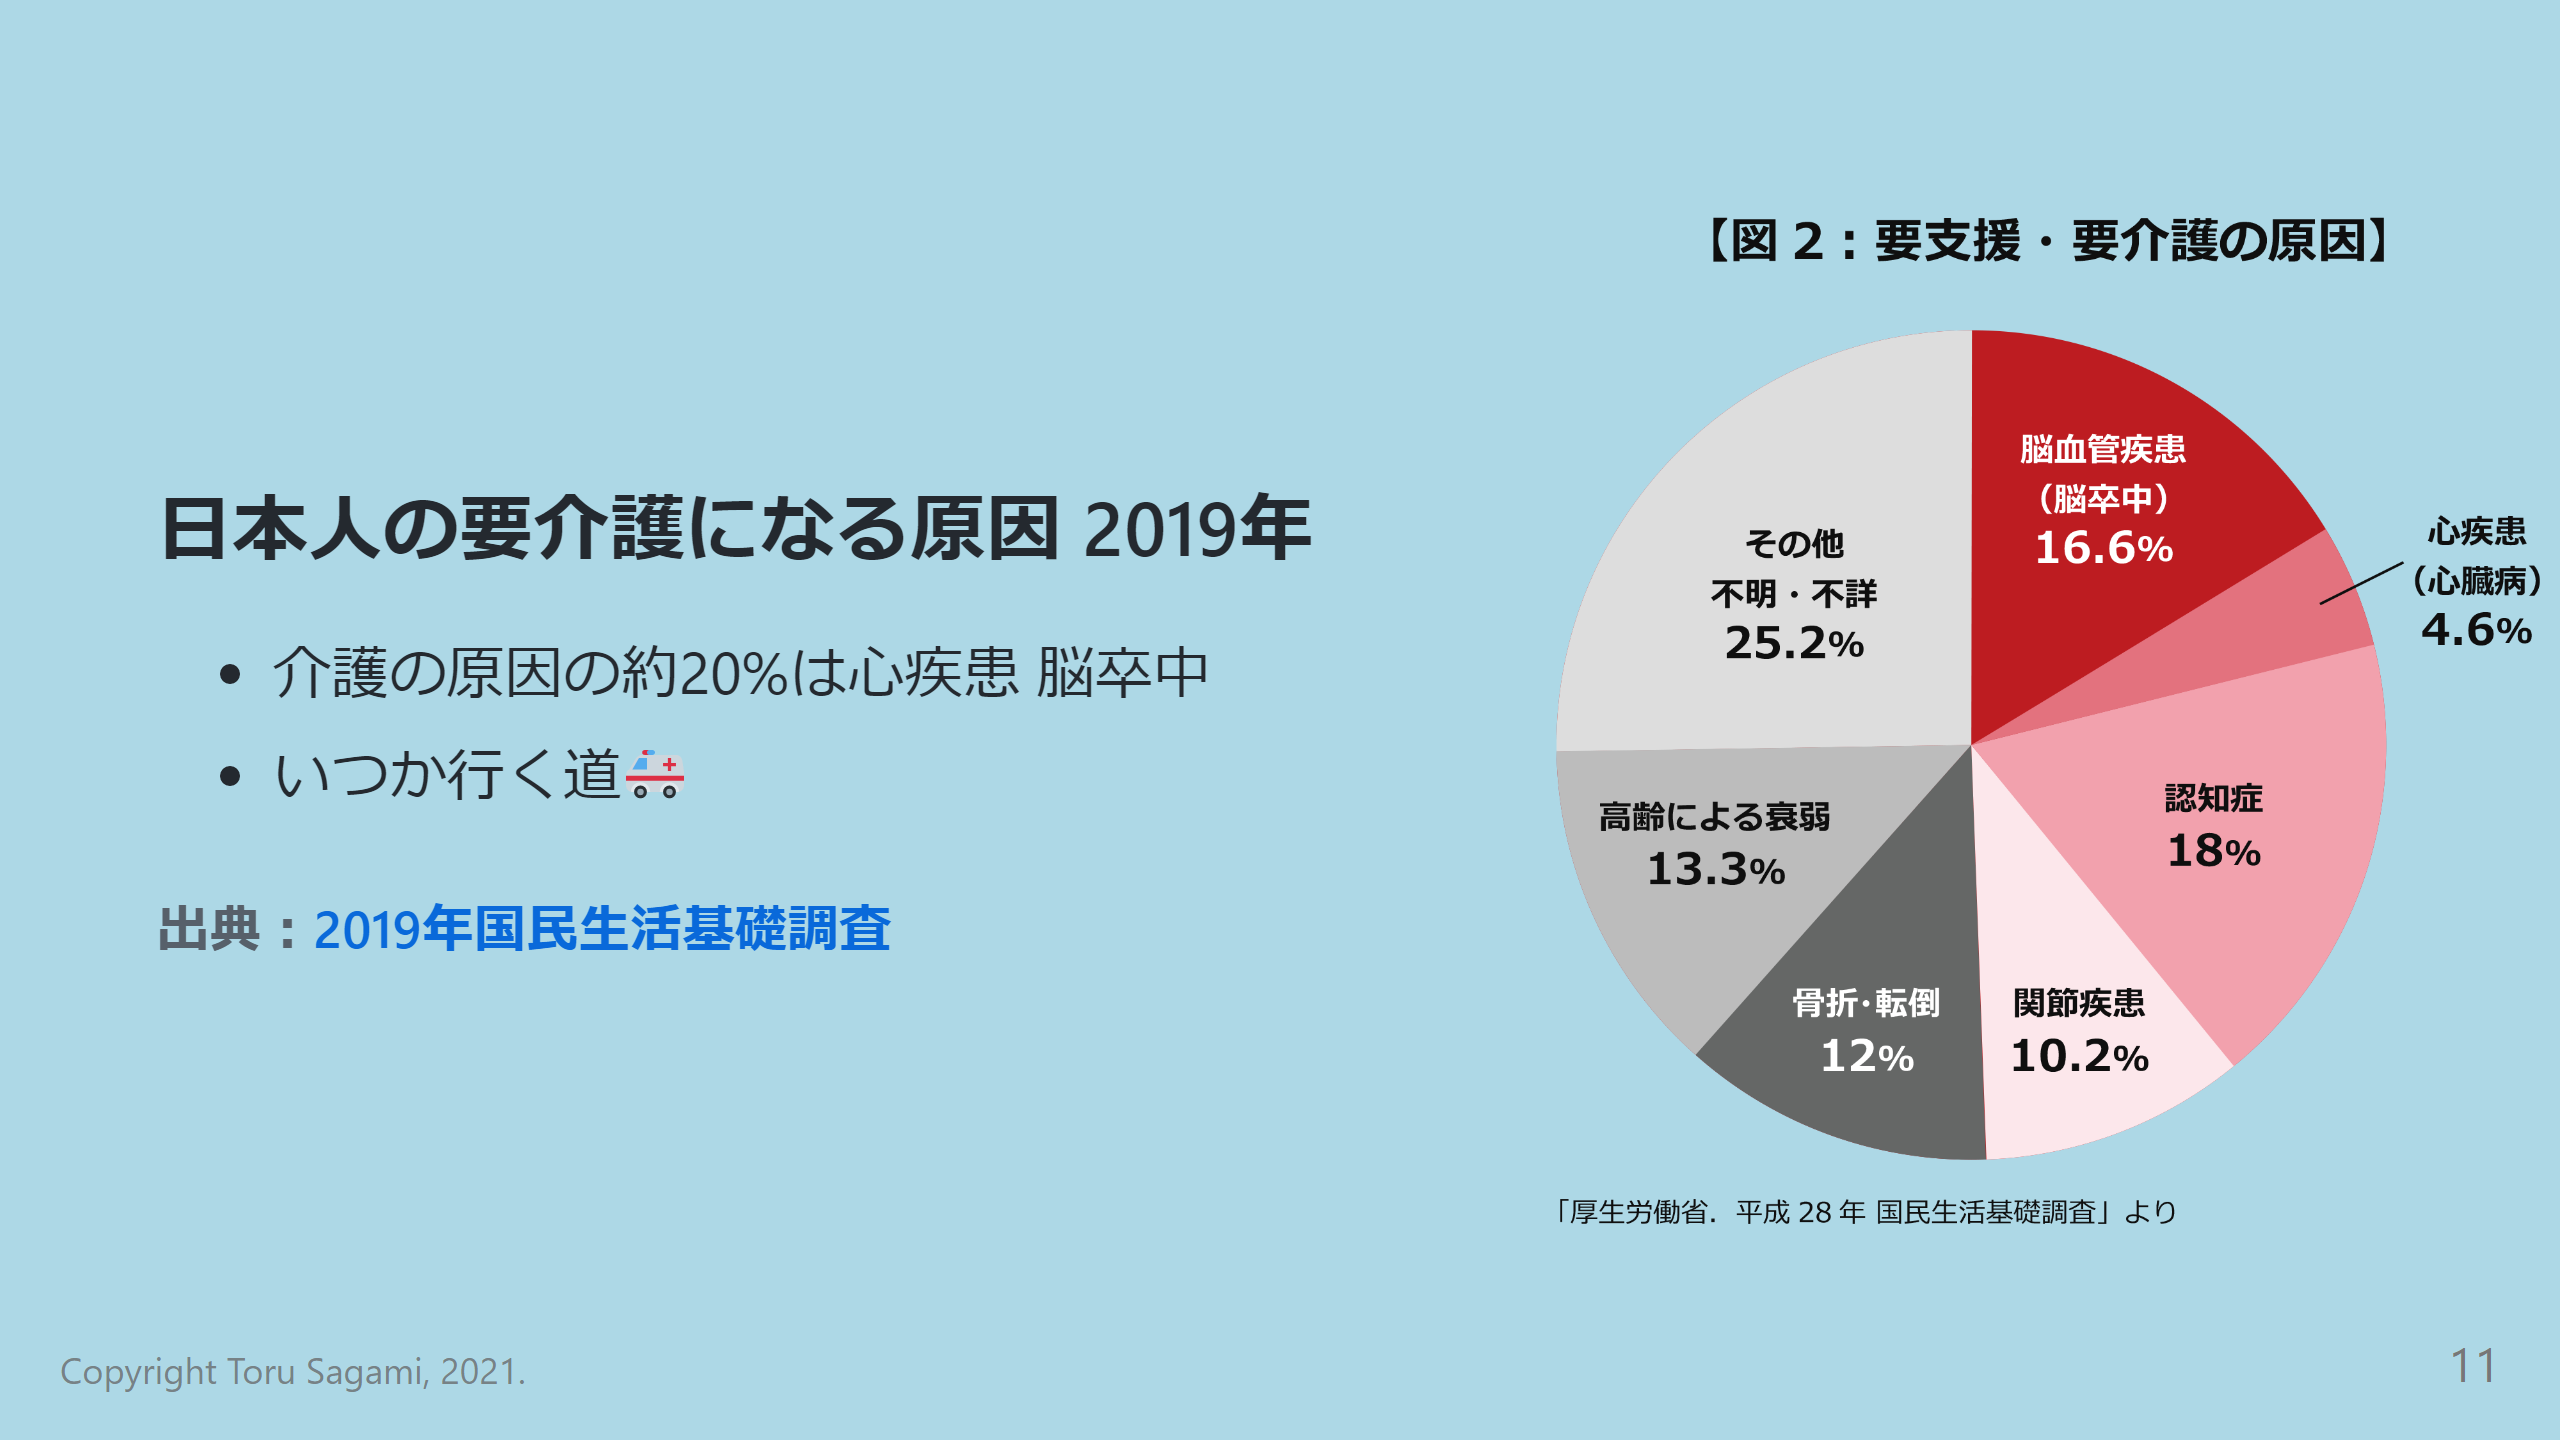 日本人の要介護になる原因 2019年
• 介護の原因の約20%は心疾患 脳卒中
• いつか行く道🚑
出典：2019年国民生活基礎調査
【図 2：要支援・要介護の原因】
脳血管疾患
（脳卒中）
16.6%
心疾患
（心臓病）
4.6%
認知症
18%
関節疾患
10.2%
骨折･転倒
12%
高齢による衰弱
13.3%
その他
不明・不詳
25.2%
「厚生労働省．平成 28 年 国民生活基礎調査」より
Copyright Toru Sagami, 2021.
11